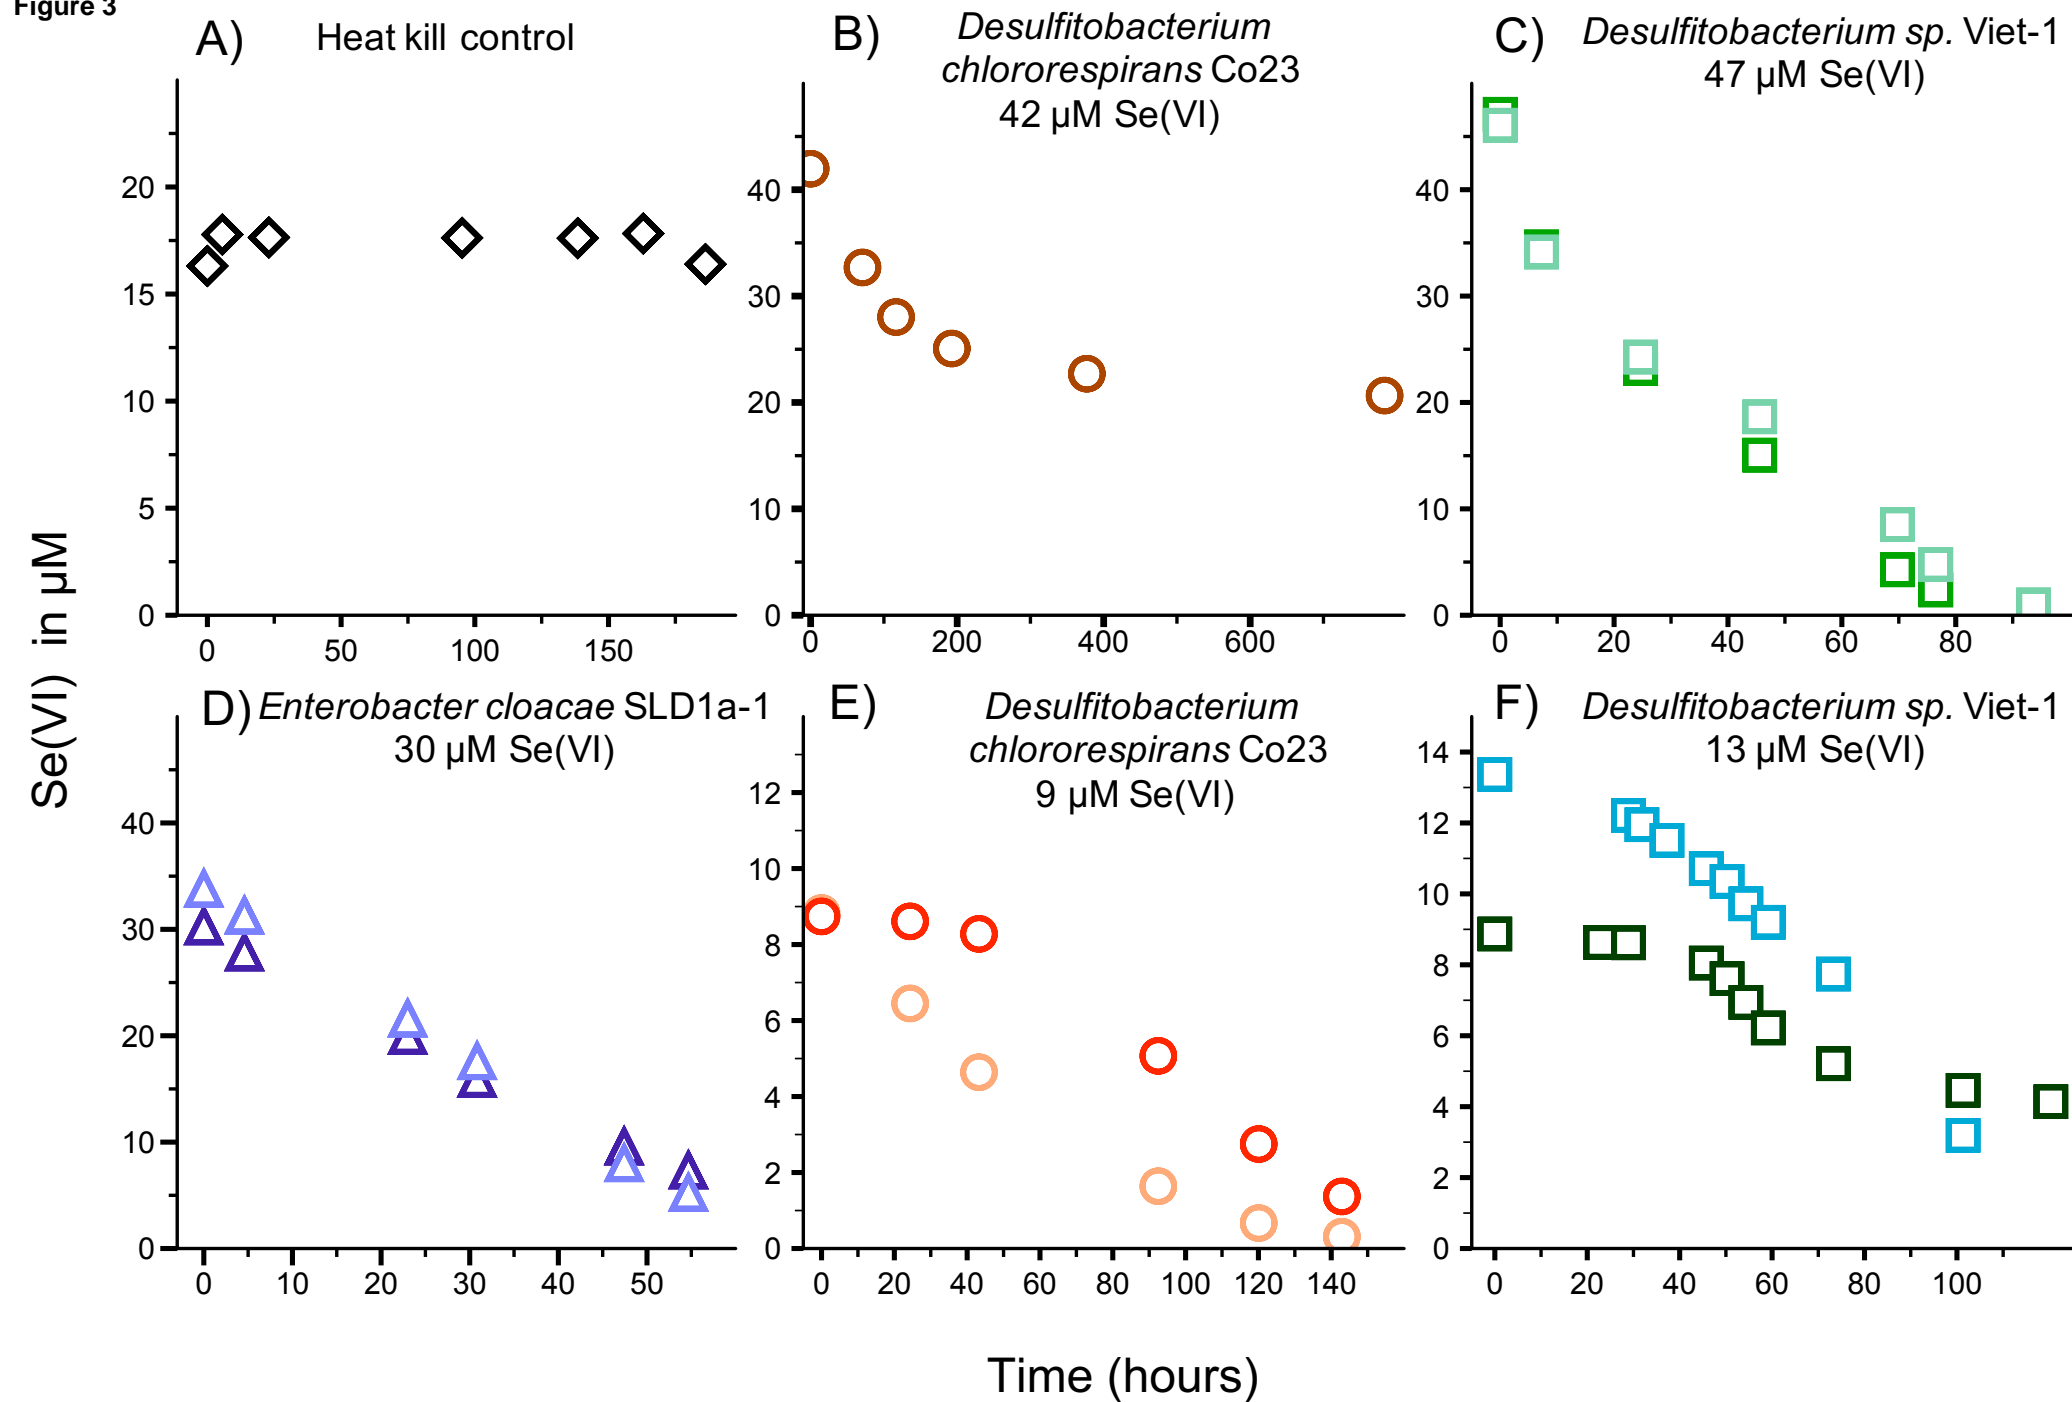 Figure 3
A) Heat kill control
B) Desulfitobacterium
chlororespirans Co23
42 µM Se(VI)
C) Desulfitobacterium sp. Viet-1
47 µM Se(VI)
20
15
10
5
0
0 50 100 150
40
30
20
10
0
0 200 400 600
40
30
20
10
0
0 20 40 60 80
Se(VI) in µM
D) Enterobacter cloacae SLD1a-1
30 µM Se(VI)
E) Desulfitobacterium
chlororespirans Co23
9 µM Se(VI)
F) Desulfitobacterium sp. Viet-1
13 µM Se(VI)
40
30
20
10
0
0 10 20 30 40 50
12
10
8
6
4
2
0
0 20 40 60 80 100 120 140
14
12
10
8
6
4
2
0
0 20 40 60 80 100
Time (hours)